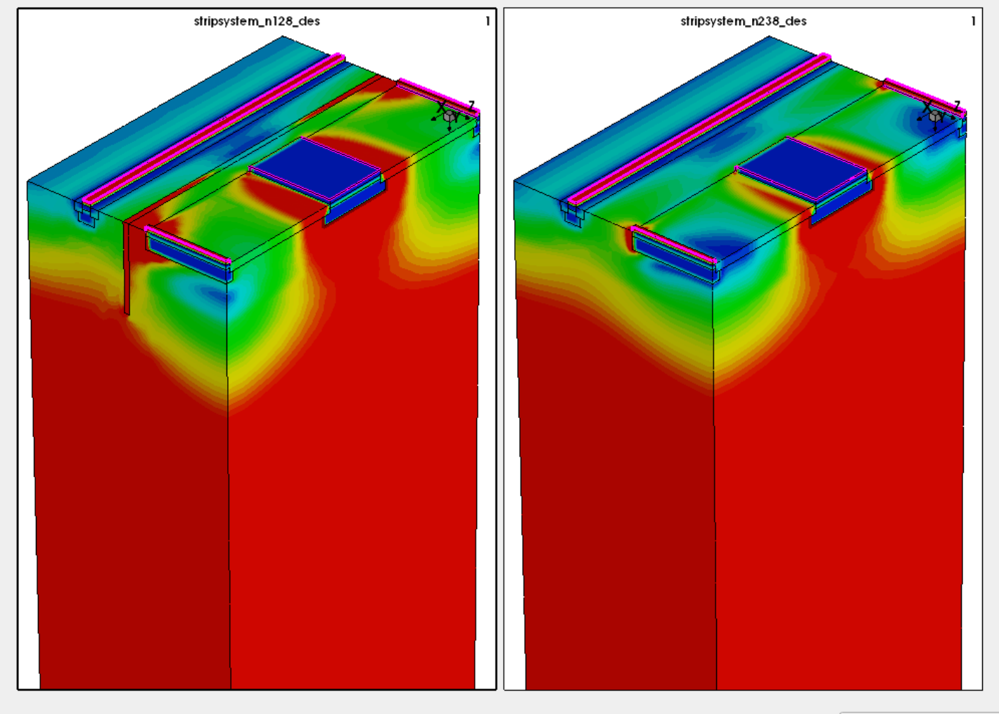 stripsystem_n128_des 1
X Y Z
stripsystem_n238_des 1
X Y Z